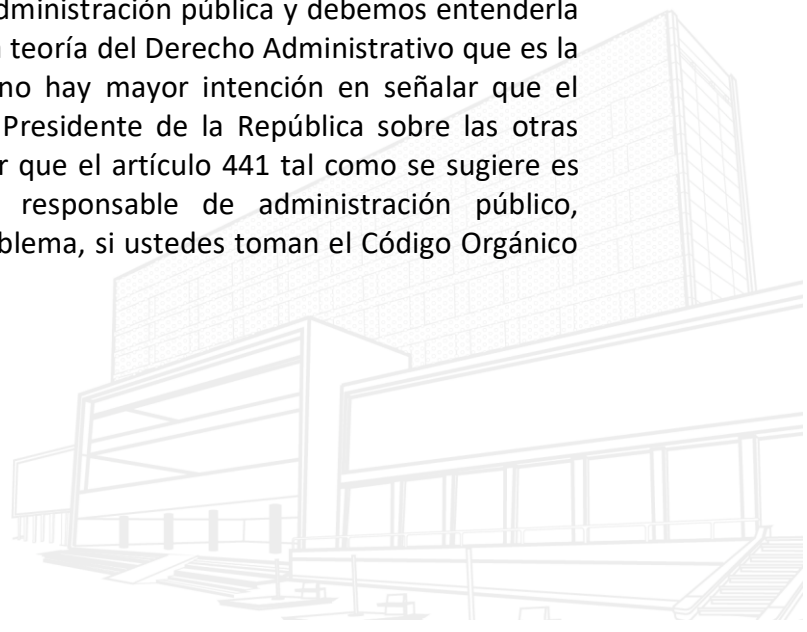 dministración pública y debemos entenderla
teoría del Derecho Administrativo que es la
no hay mayor intención en señalar que el
Presidente de la República sobre las otras
r que el artículo 441 tal como se sugiere es
responsable de administración público,
blema, si ustedes toman el Código Orgánico